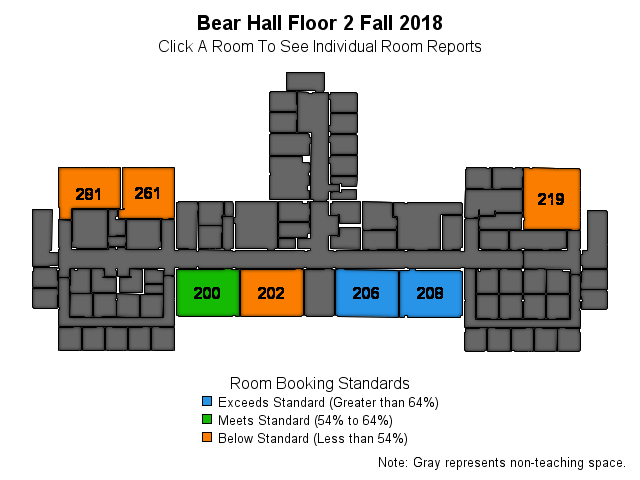 Bear Hall Floor 2 Fall 2018
Click A Room To See Individual Room Reports
281
261
219
200
202
206
208
Room Booking Standards
Exceeds Standard (Greater than 64%)
Meets Standard (54% to 64%)
Below Standard (Less than 54%)
Note: Gray represents non-teaching space.